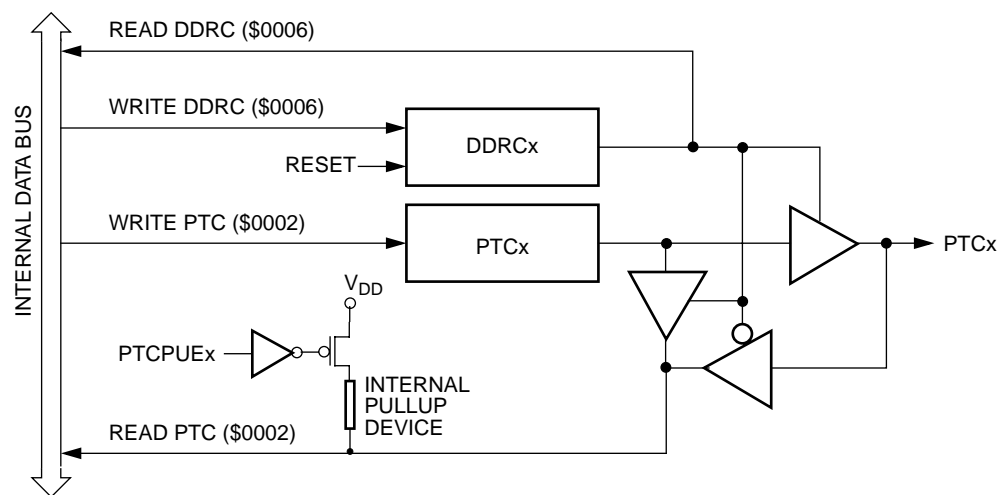 READ DDRC ($0006)
WRITE DDRC ($0006)
DDRCx
RESET
WRITE PTC ($0002)
PTCx
PTCx
INTERNAL DATA BUS
VDD
PTCPUEx
INTERNAL
PULLUP
DEVICE
READ PTC ($0002)